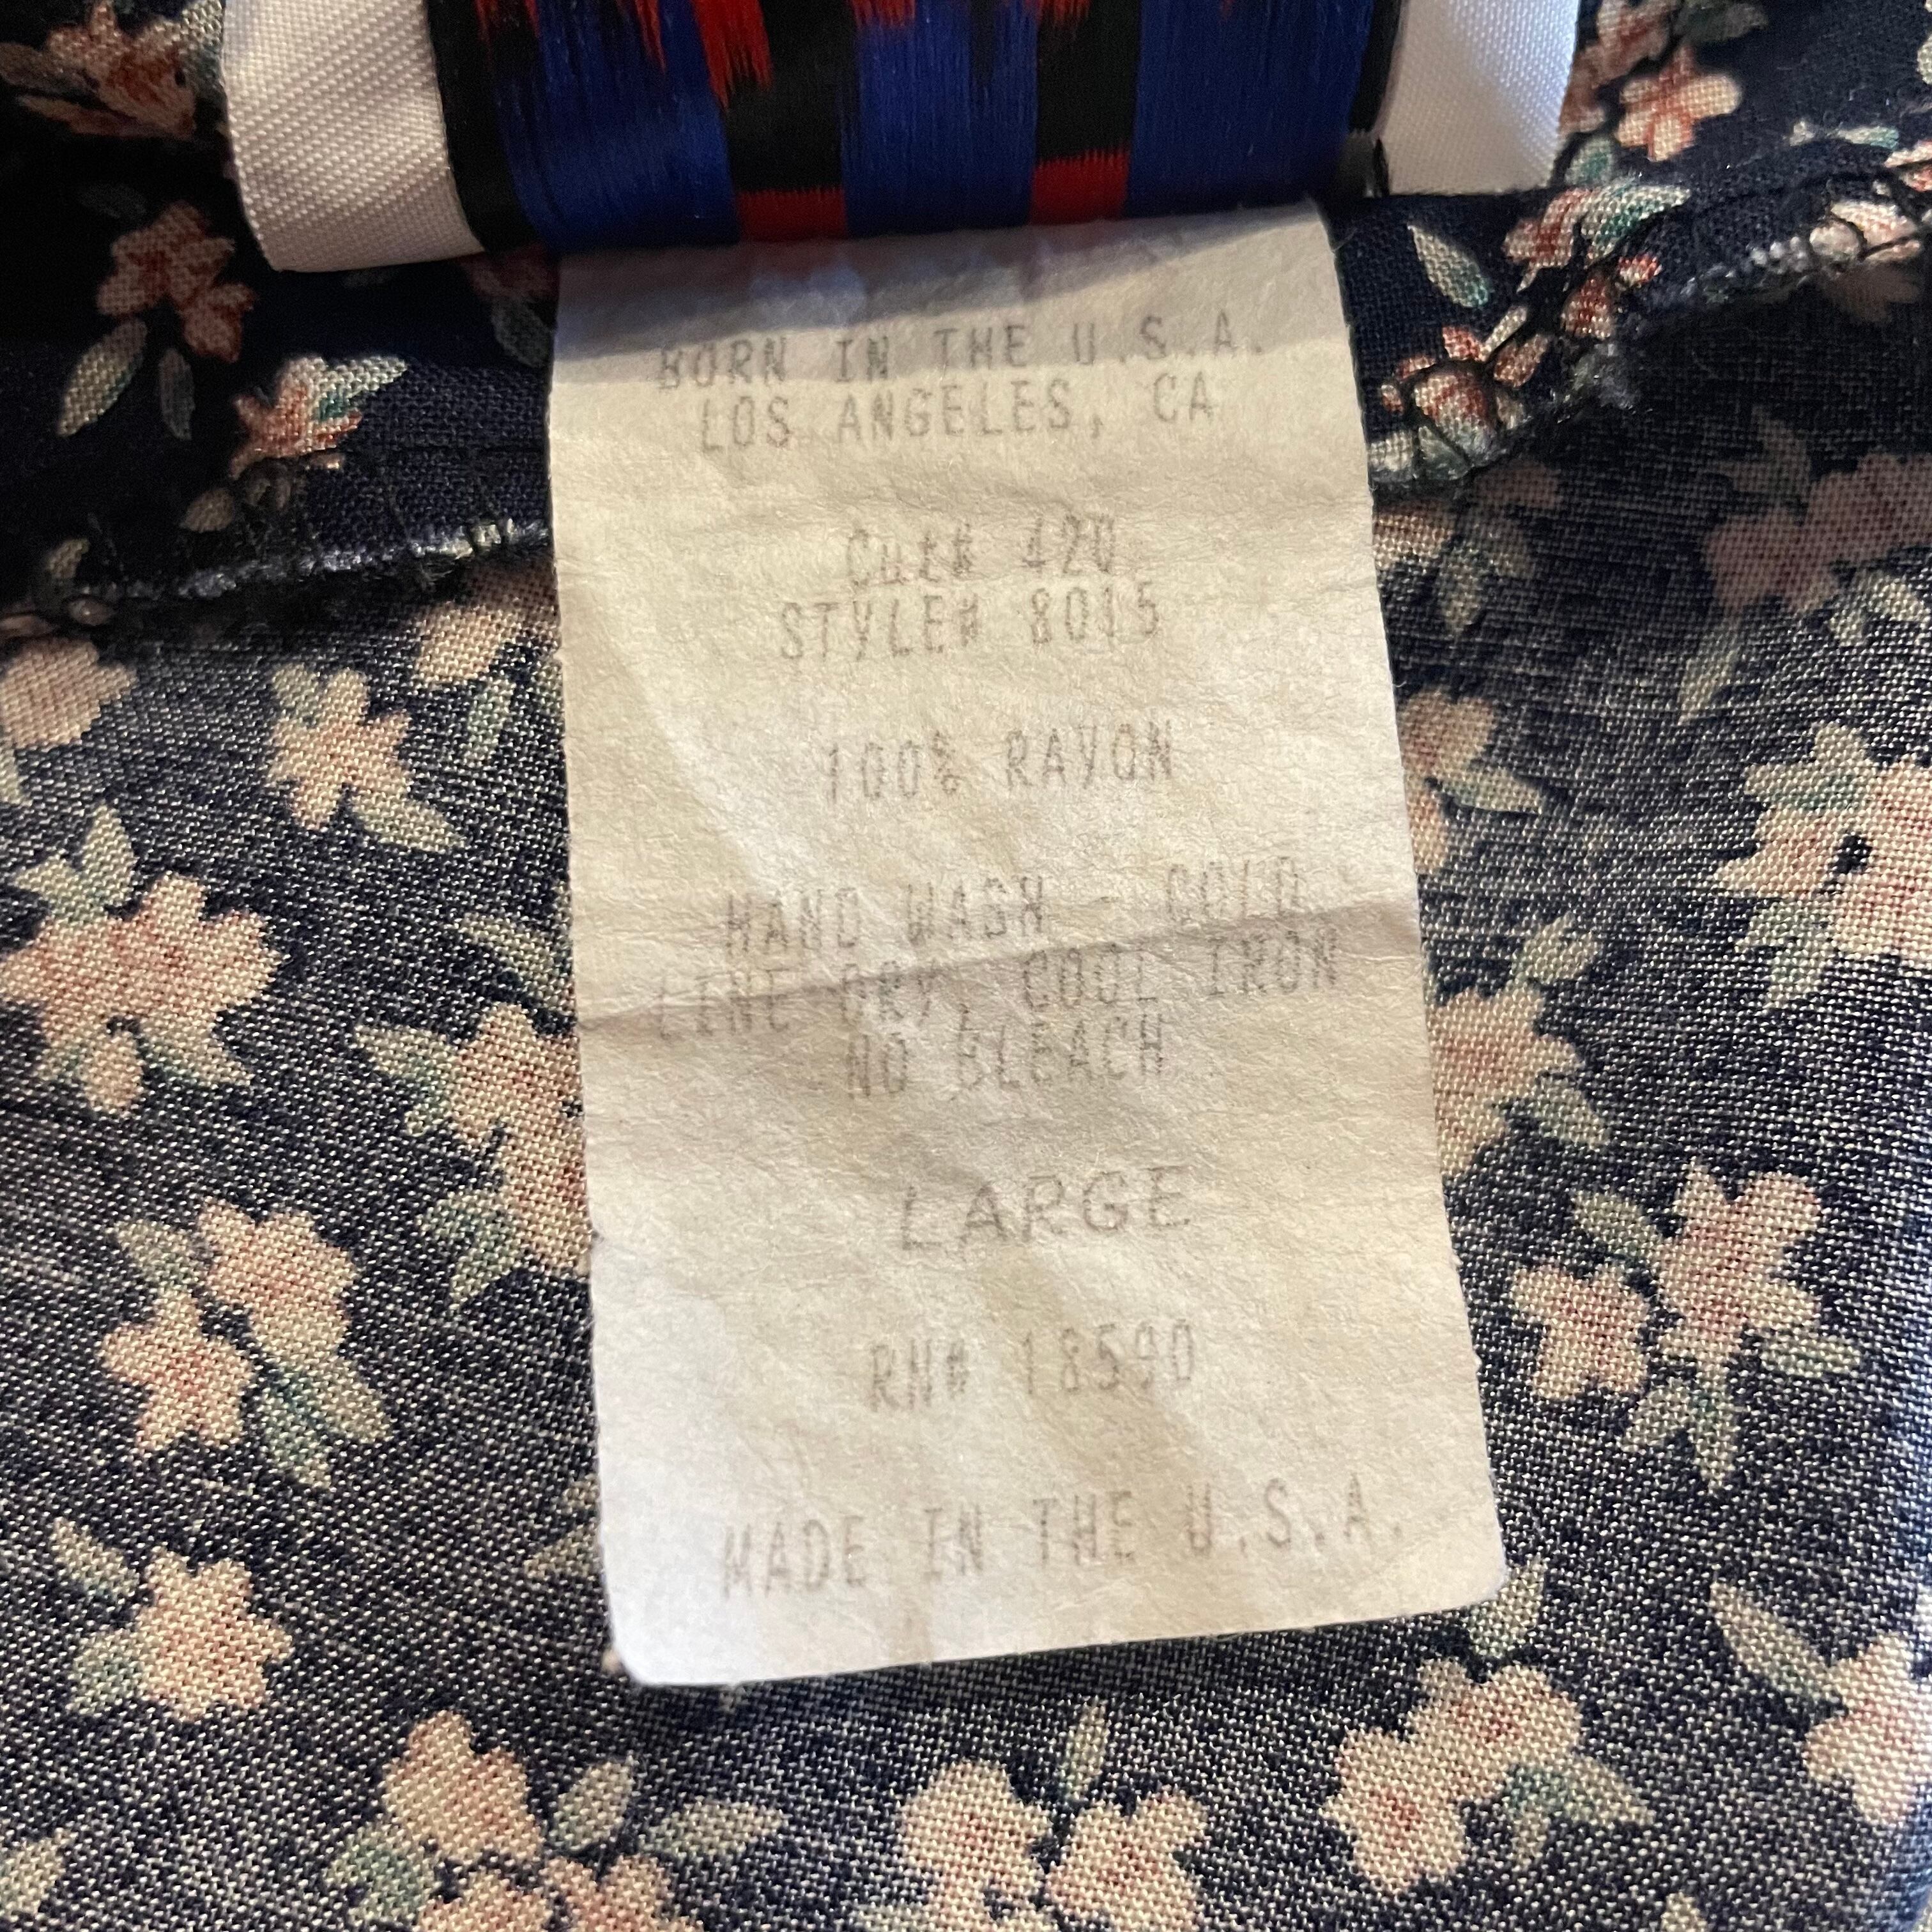 BORN IN THE U.S.A.
LOS ANGELES, CA
Cut# 420
STYLE# 8015
100% RAYON
HAND WASH - COLD
LINE DRY, COOL IRON
NO BLEACH
LARGE
RN# 18590
MADE IN THE U.S.A.